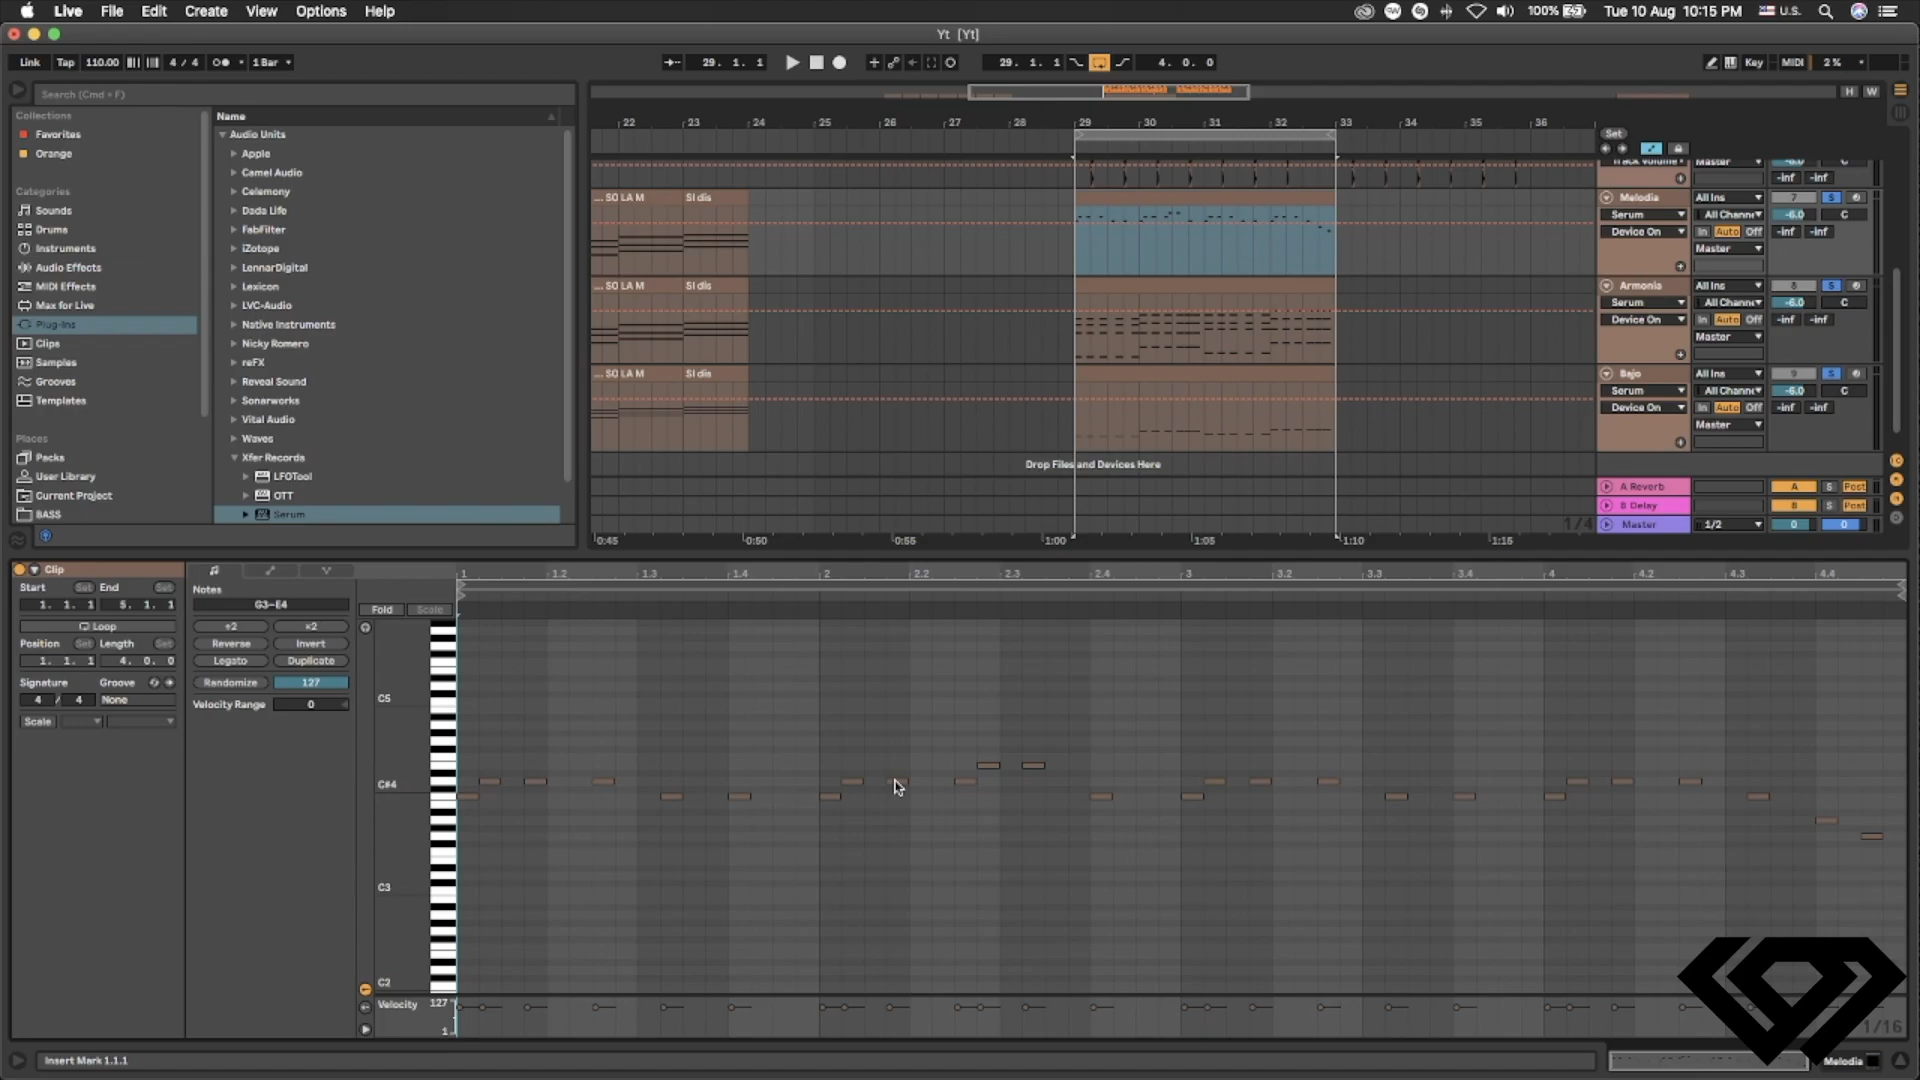 Live File Edit Create View Options Help
100% Tue 10 Aug 10:15 PM U.S.
Yt [Yt]
Link Tap 110.00 4 / 4 1 Bar 29. 1. 1 29. 1. 1 4. 0. 0 Key MIDI 2 %
Search (Cmd + F)
H W
Collections
Favorites
Orange
Categories
Sounds
Drums
Instruments
Audio Effects
MIDI Effects
Max for Live
Plug-Ins
Clips
Samples
Grooves
Templates
Places
Packs
User Library
Current Project
BASS
Name
Audio Units
Apple
Camel Audio
Celemony
Dada Life
FabFilter
iZotope
LennarDigital
Lexicon
LVC-Audio
Native Instruments
Nicky Romero
reFX
Reveal Sound
Sonarworks
Vital Audio
Waves
Xfer Records
LFOTool
OTT
Serum
22 23 24 25 26 27 28 29 30 31 32 33 34 35 36
Set
Track Volume Master -6.0 C
-inf -inf
... SO LA M SI dis
Melodia All Ins 7 S
Serum All Channe -6.0 C
Device On In Auto Off -inf -inf
Master
... SO LA M SI dis
Armonia All Ins 8 S
Serum All Channe -6.0 C
Device On In Auto Off -inf -inf
Master
... SO LA M SI dis
Bajo All Ins 9 S
Serum All Channe -6.0 C
Device On In Auto Off -inf -inf
Master
Drop Files and Devices Here
A Reverb A S Post
B Delay B S Post
1/4 Master 1/2 0 0
0:45 0:50 0:55 1:00 1:05 1:10 1:15
Clip
Start Set End Set
1. 1. 1 5. 1. 1
Loop
Position Set Length Set
1. 1. 1 4. 0. 0
Signature Groove
4 / 4 None
Scale
Notes
G3-E4
÷2 ×2
Reverse Invert
Legato Duplicate
Randomize 127
Velocity Range 0
1 1.2 1.3 1.4 2 2.2 2.3 2.4 3 3.2 3.3 3.4 4 4.2 4.3 4.4
Fold Scale
C5
C#4
C3
C2
Velocity 127
1
1/16
Insert Mark 1.1.1
Melodia